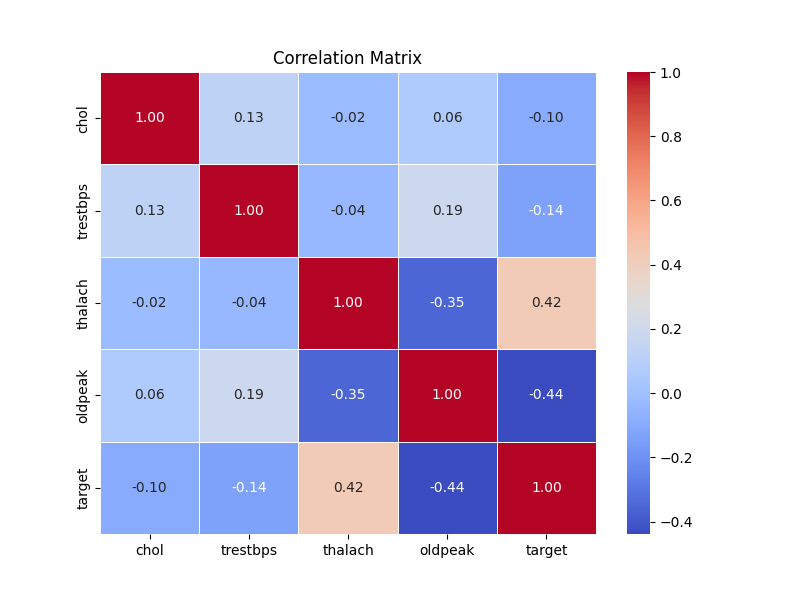 Correlation Matrix
chol 1.00 0.13 -0.02 0.06 -0.10
trestbps 0.13 1.00 -0.04 0.19 -0.14
thalach -0.02 -0.04 1.00 -0.35 0.42
oldpeak 0.06 0.19 -0.35 1.00 -0.44
target -0.10 -0.14 0.42 -0.44 1.00
chol trestbps thalach oldpeak target
1.0
0.8
0.6
0.4
0.2
0.0
−0.2
−0.4